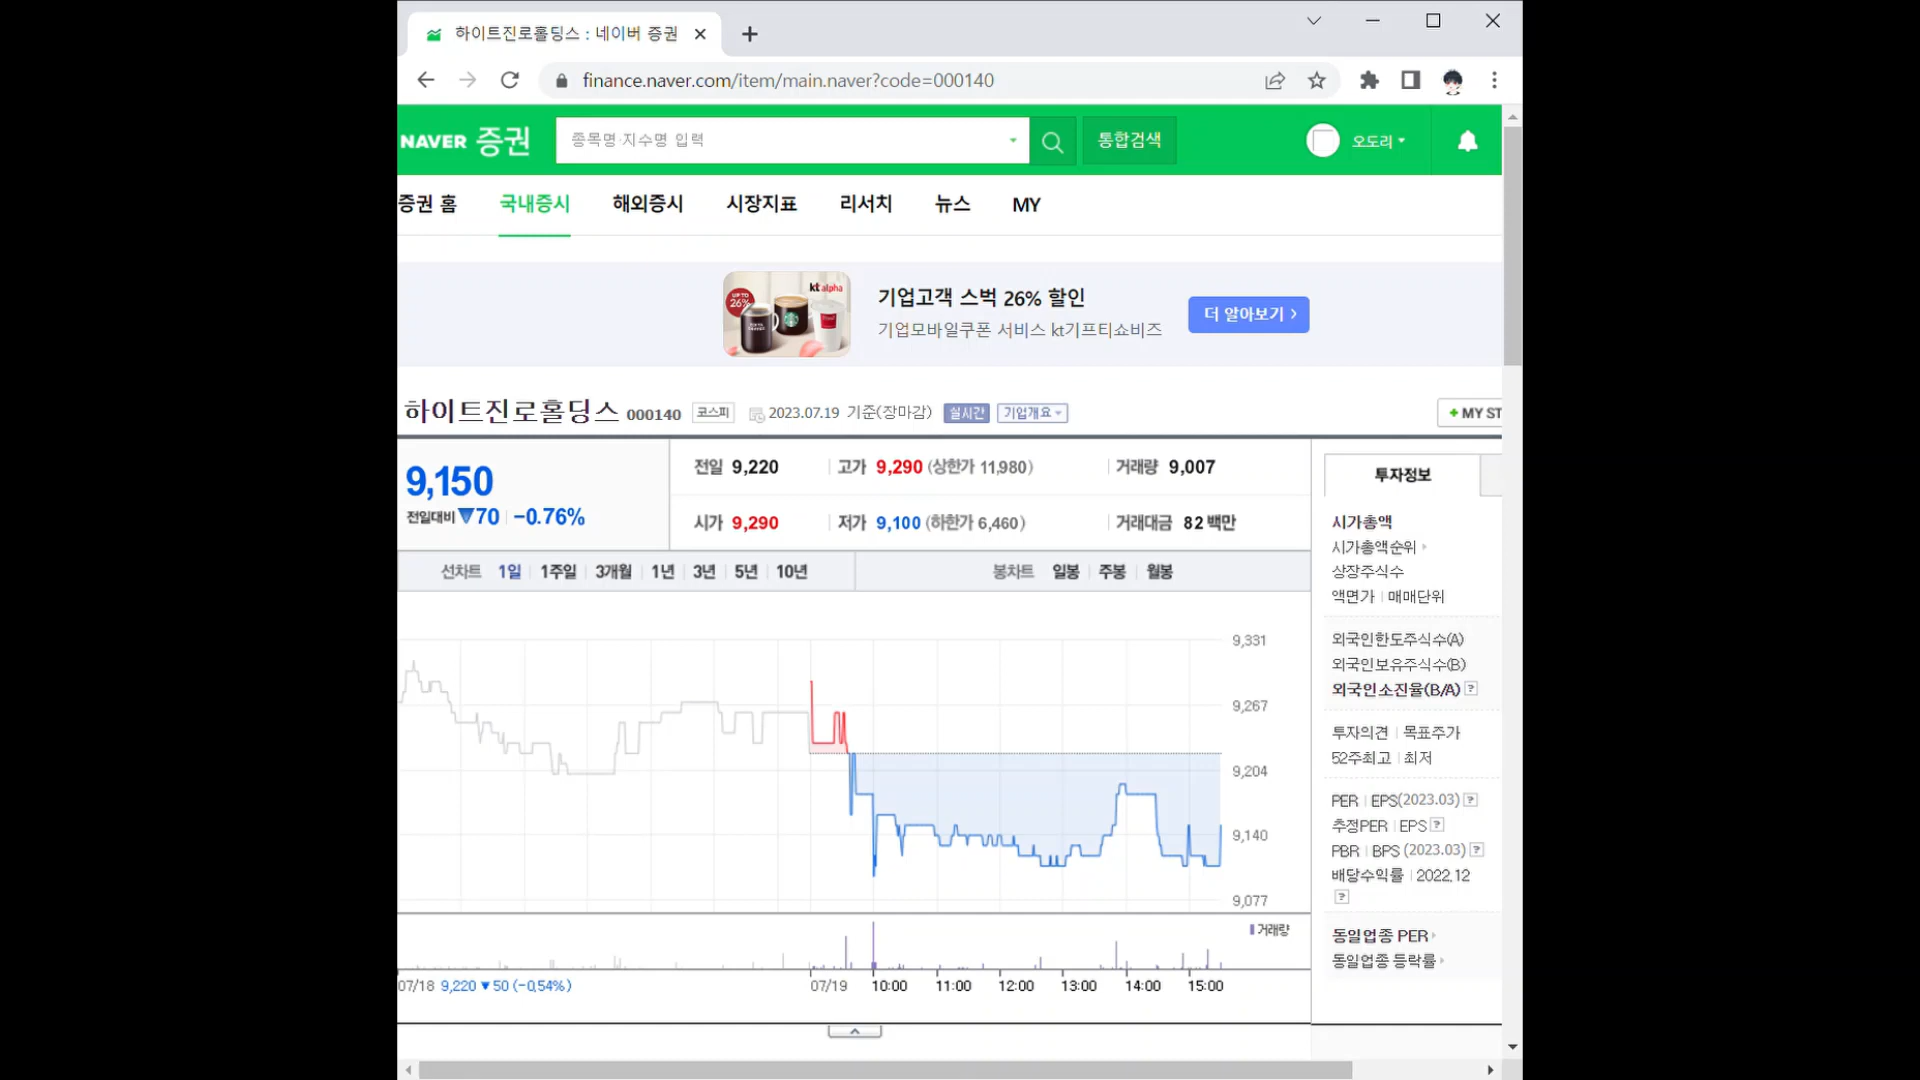 하이트진로홀딩스 : 네이버 증권
finance.naver.com/item/main.naver?code=000140
NAVER 증권
종목명·지수명 입력
통합검색
오도리
증권 홈 국내증시 해외증시 시장지표 리서치 뉴스 MY
UP TO 26%
kt alpha
기업고객 스벅 26% 할인
기업모바일쿠폰 서비스 kt기프티쇼비즈
더 알아보기 ›
하이트진로홀딩스 000140 코스피 2023.07.19 기준(장마감) 실시간 기업개요
+ MY ST
9,150
전일대비 ▼70 −0.76%
전일 9,220 고가 9,290 (상한가 11,980) 거래량 9,007
시가 9,290 저가 9,100 (하한가 6,460) 거래대금 82 백만
선차트 1일 1주일 3개월 1년 3년 5년 10년
봉차트 일봉 주봉 월봉
9,331
9,267
9,204
9,140
9,077
거래량
07/18 9,220 ▼50 (−0.54%)
07/19 10:00 11:00 12:00 13:00 14:00 15:00
투자정보
시가총액
시가총액순위
상장주식수
액면가 매매단위
외국인한도주식수(A)
외국인보유주식수(B)
외국인소진율(B/A) ?
투자의견 목표주가
52주최고 최저
PER EPS(2023.03) ?
추정PER EPS ?
PBR BPS (2023.03) ?
배당수익률 2022.12
?
동일업종 PER
동일업종 등락률